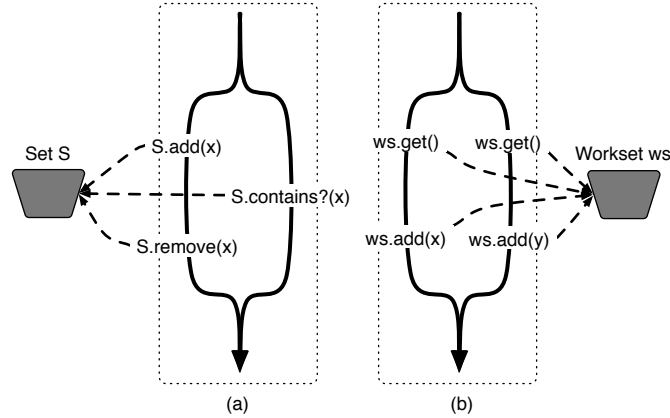 Set S
S.add(x)
S.contains?(x)
S.remove(x)
(a)
ws.get()
ws.get()
Workset ws
ws.add(x)
ws.add(y)
(b)